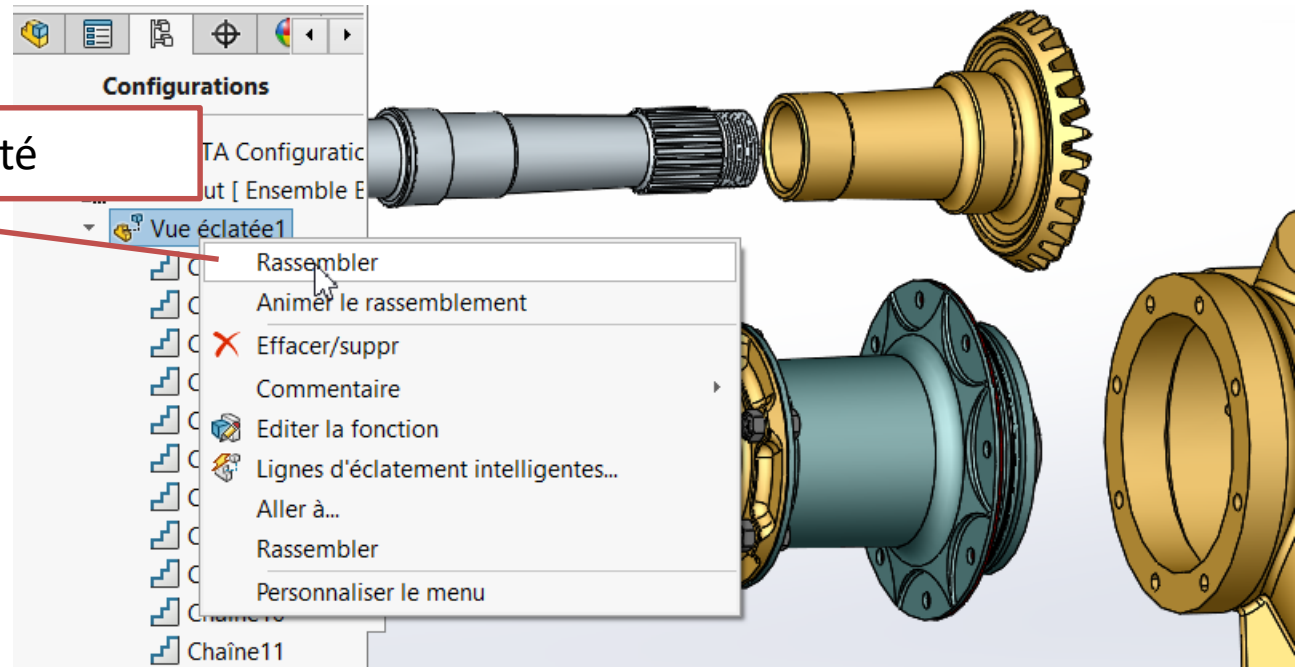 Configurations
té
TA Configuratic
ut [ Ensemble E
Vue éclatée1
Rassembler
Animer le rassemblement
Effacer/suppr
Commentaire
Editer la fonction
Lignes d'éclatement intelligentes...
Aller à...
Rassembler
Personnaliser le menu
Chaîne10
Chaîne11